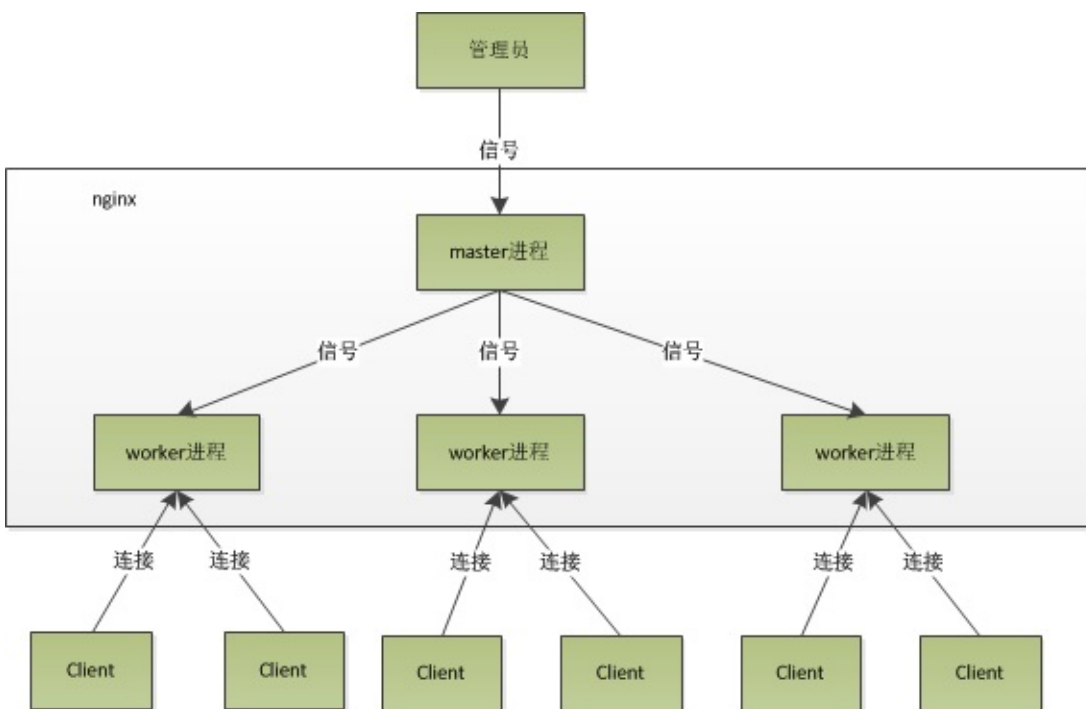 管理员
信号
nginx
master进程
信号 信号 信号
worker进程 worker进程 worker进程
连接 连接 连接 连接 连接 连接
Client Client Client Client Client Client